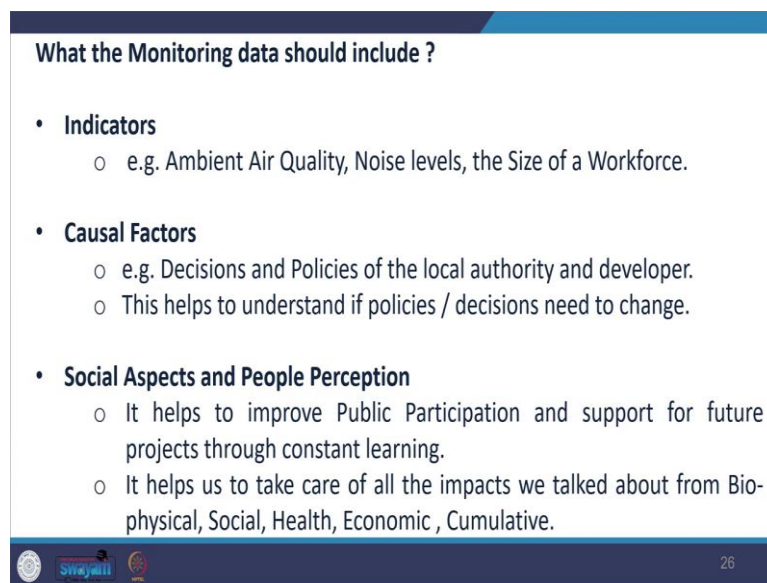 What the Monitoring data should include ?
• Indicators
o e.g. Ambient Air Quality, Noise levels, the Size of a Workforce.
• Causal Factors
o e.g. Decisions and Policies of the local authority and developer.
o This helps to understand if policies / decisions need to change.
• Social Aspects and People Perception
o It helps to improve Public Participation and support for future
projects through constant learning.
o It helps us to take care of all the impacts we talked about from Bio-
physical, Social, Health, Economic , Cumulative.
swayam
26